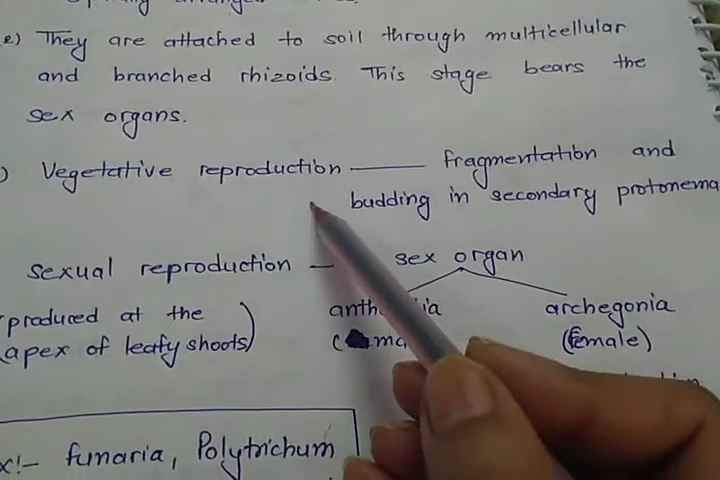 e) They are attached to soil through multicellular
and branched rhizoids. This stage bears the
sex organs.
) Vegetative reproduction —— fragmentation and
budding in secondary protonema
sexual reproduction — sex organ
produced at the
apex of leafy shoots)
archegonia
(female)
x:- funaria, Polytrichum